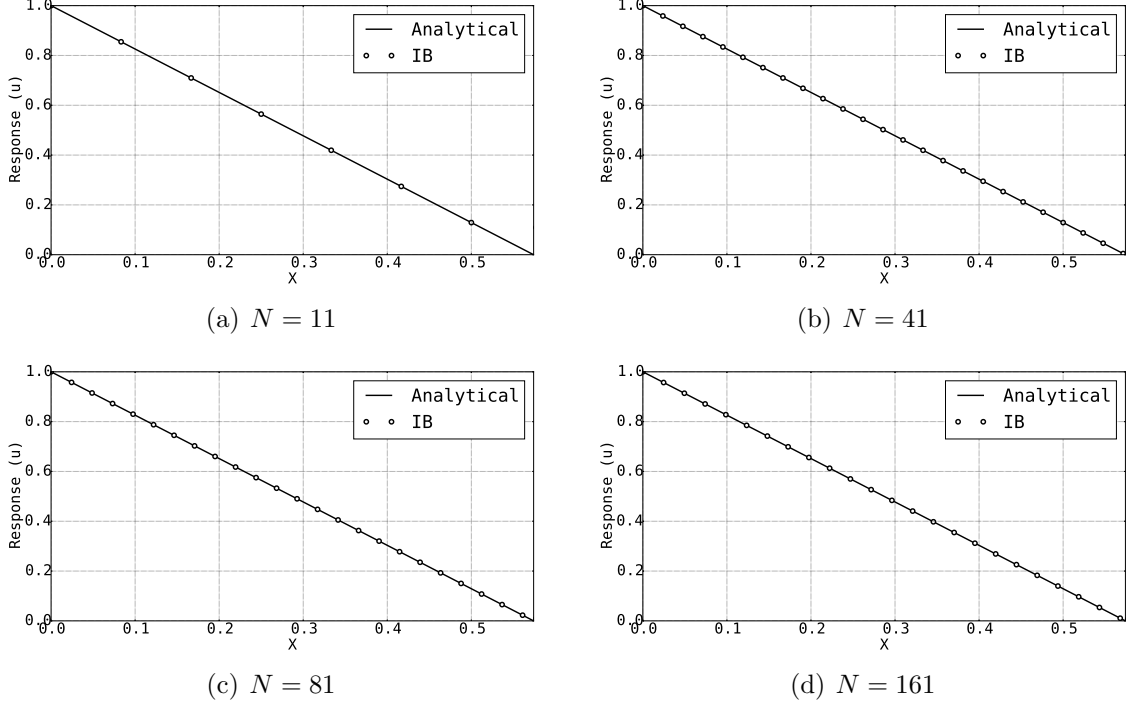 1.0
0.8
0.6
0.4
0.2
0.0
Response (u)
0.0 0.1 0.2 0.3 0.4 0.5
X
Analytical
IB
(a) N = 11
1.0
0.8
0.6
0.4
0.2
0.0
Response (u)
0.0 0.1 0.2 0.3 0.4 0.5
X
Analytical
IB
(b) N = 41
1.0
0.8
0.6
0.4
0.2
0.0
Response (u)
0.0 0.1 0.2 0.3 0.4 0.5
X
Analytical
IB
(c) N = 81
1.0
0.8
0.6
0.4
0.2
0.0
Response (u)
0.0 0.1 0.2 0.3 0.4 0.5
X
Analytical
IB
(d) N = 161